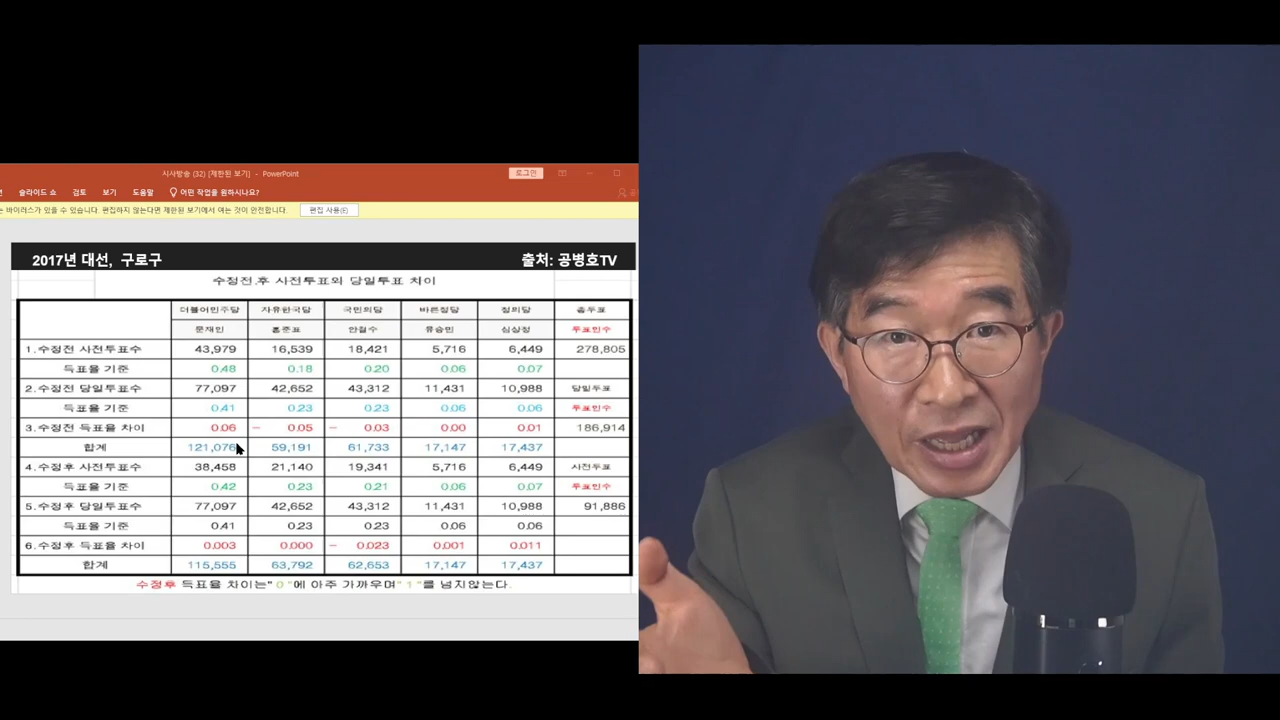 시사방송 (32) [제한된 보기] - PowerPoint 로그인
슬라이드 쇼 검토 보기 도움말 어떤 작업을 원하시나요?
바이러스가 있을 수 있습니다. 편집하지 않는다면 제한된 보기에서 여는 것이 안전합니다. 편집 사용(E)
2017년 대선, 구로구 출처: 공병호TV
수정전,후 사전투표와 당일투표 차이
더불어민주당 자유한국당 국민의당 바른정당 정의당 총투표
문재인 홍준표 안철수 유승민 심상정 투표인수
1.수정전 사전투표수 43,979 16,539 18,421 5,716 6,449 278,805
득표율 기준 0.48 0.18 0.20 0.06 0.07
2.수정전 당일투표수 77,097 42,652 43,312 11,431 10,988 당일투표
득표율 기준 0.41 0.23 0.23 0.06 0.06 투표인수
3.수정전 득표율 차이 0.06 － 0.05 － 0.03 0.00 0.01 186,914
합계 121,076 59,191 61,733 17,147 17,437
4.수정후 사전투표수 38,458 21,140 19,341 5,716 6,449 사전투표
득표율 기준 0.42 0.23 0.21 0.06 0.07 투표인수
5.수정후 당일투표수 77,097 42,652 43,312 11,431 10,988 91,886
득표율 기준 0.41 0.23 0.23 0.06 0.06
6.수정후 득표율 차이 0.003 0.000 － 0.023 0.001 0.011
합계 115,555 63,792 62,653 17,147 17,437
수정후 득표율 차이는" 0 "에 아주 가까우며" 1 "를 넘지않는다.